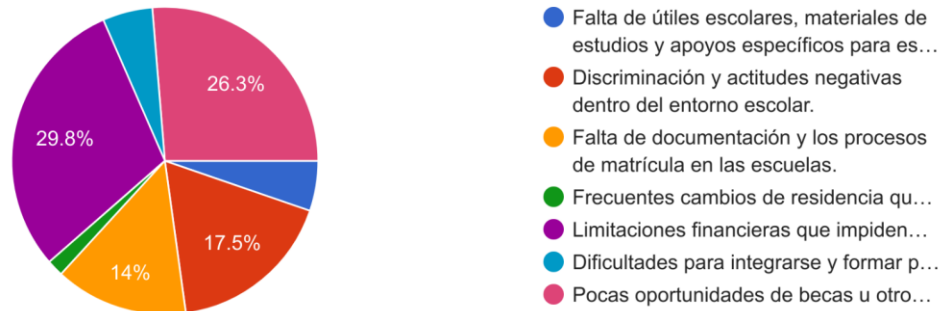 26.3%
29.8%
17.5%
14%
Falta de útiles escolares, materiales de
estudios y apoyos específicos para es…
Discriminación y actitudes negativas
dentro del entorno escolar.
Falta de documentación y los procesos
de matrícula en las escuelas.
Frecuentes cambios de residencia qu…
Limitaciones financieras que impiden…
Dificultades para integrarse y formar p…
Pocas oportunidades de becas u otro…